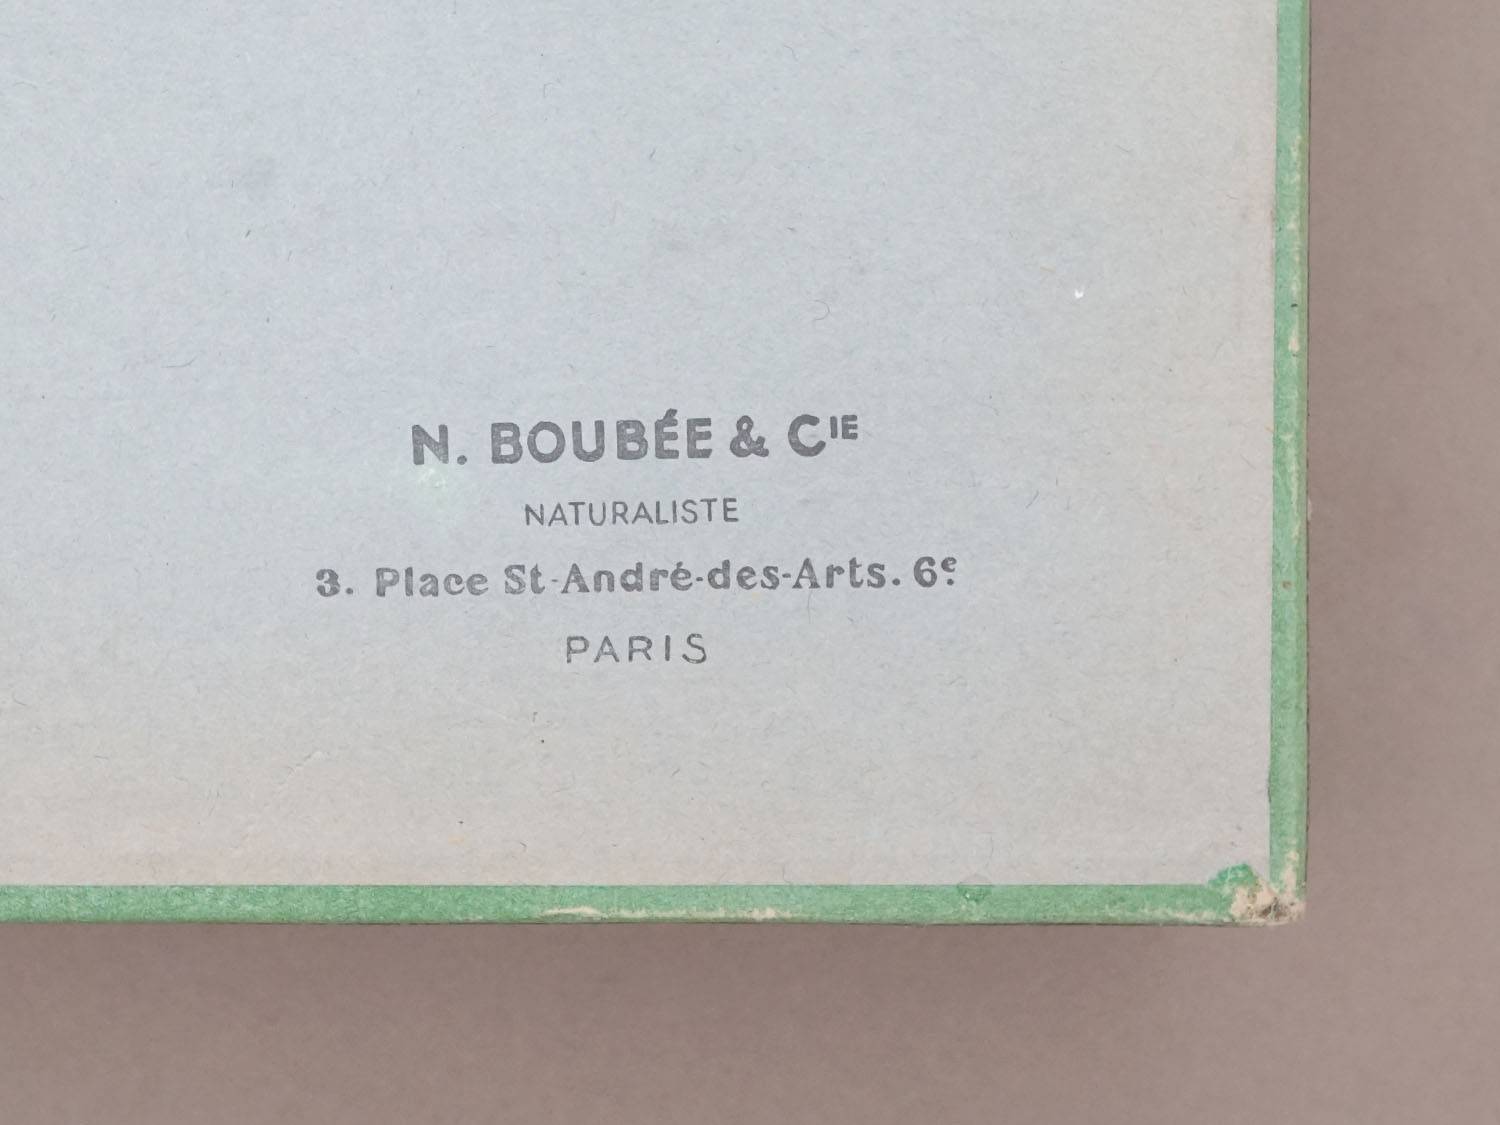 N. BOUBÉE & CIE
NATURALISTE
3. Place St-André-des-Arts. 6e
PARIS